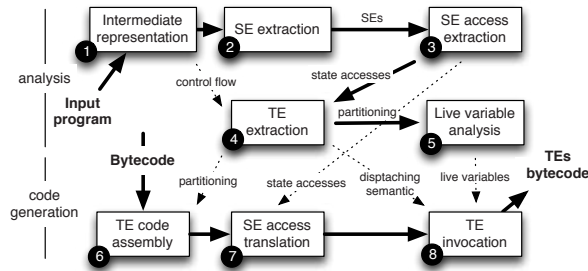 Intermediate
representation
1
SE extraction
2
SEs
SE access
extraction
3
analysis
control flow
state accesses
Input
program
TE
extraction
4
partitioning
Live variable
analysis
5
Bytecode
TEs
bytecode
code
generation
partitioning
state accesses
disptaching
semantic
live variables
TE code
assembly
6
SE access
translation
7
TE
invocation
8